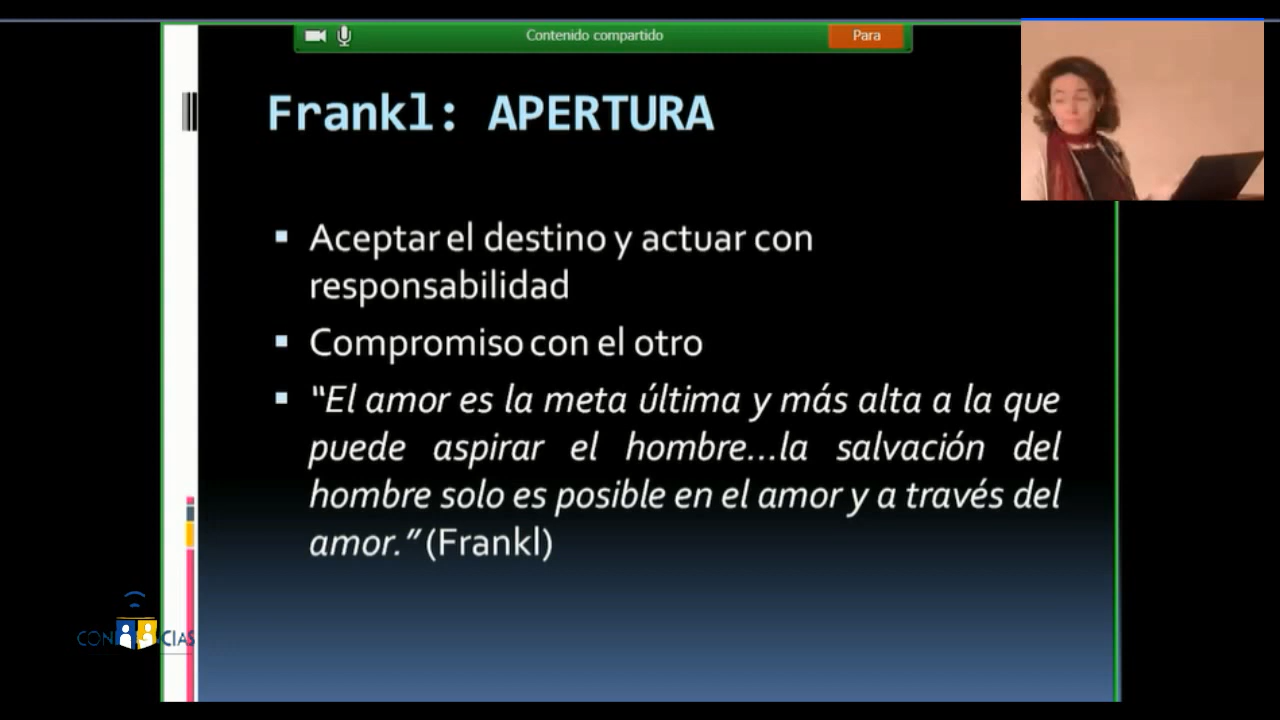 Contenido compartido
Para
Frankl: APERTURA
▪ Aceptar el destino y actuar con
responsabilidad
▪ Compromiso con el otro
▪ “El amor es la meta última y más alta a la que
puede aspirar el hombre...la salvación del
hombre solo es posible en el amor y a través del
amor.” (Frankl)
CON CIAS